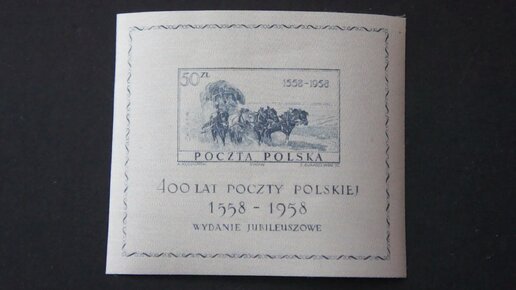 50 ZŁ 1558-1958
POCZTA POLSKA
400 LAT POCZTY POLSKIEJ
1558 - 1958
WYDANIE JUBILEUSZOWE